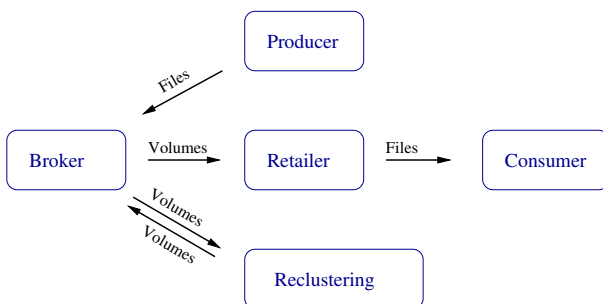 Producer
Files
Broker
Volumes
Retailer
Files
Consumer
Volumes
Volumes
Reclustering